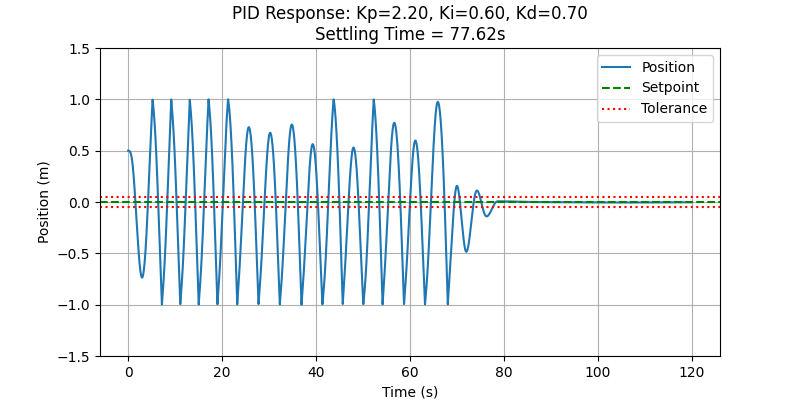 PID Response: Kp=2.20, Ki=0.60, Kd=0.70
Settling Time = 77.62s
Position (m)
1.5
1.0
0.5
0.0
−0.5
−1.0
−1.5
Position
Setpoint
Tolerance
0 20 40 60 80 100 120
Time (s)